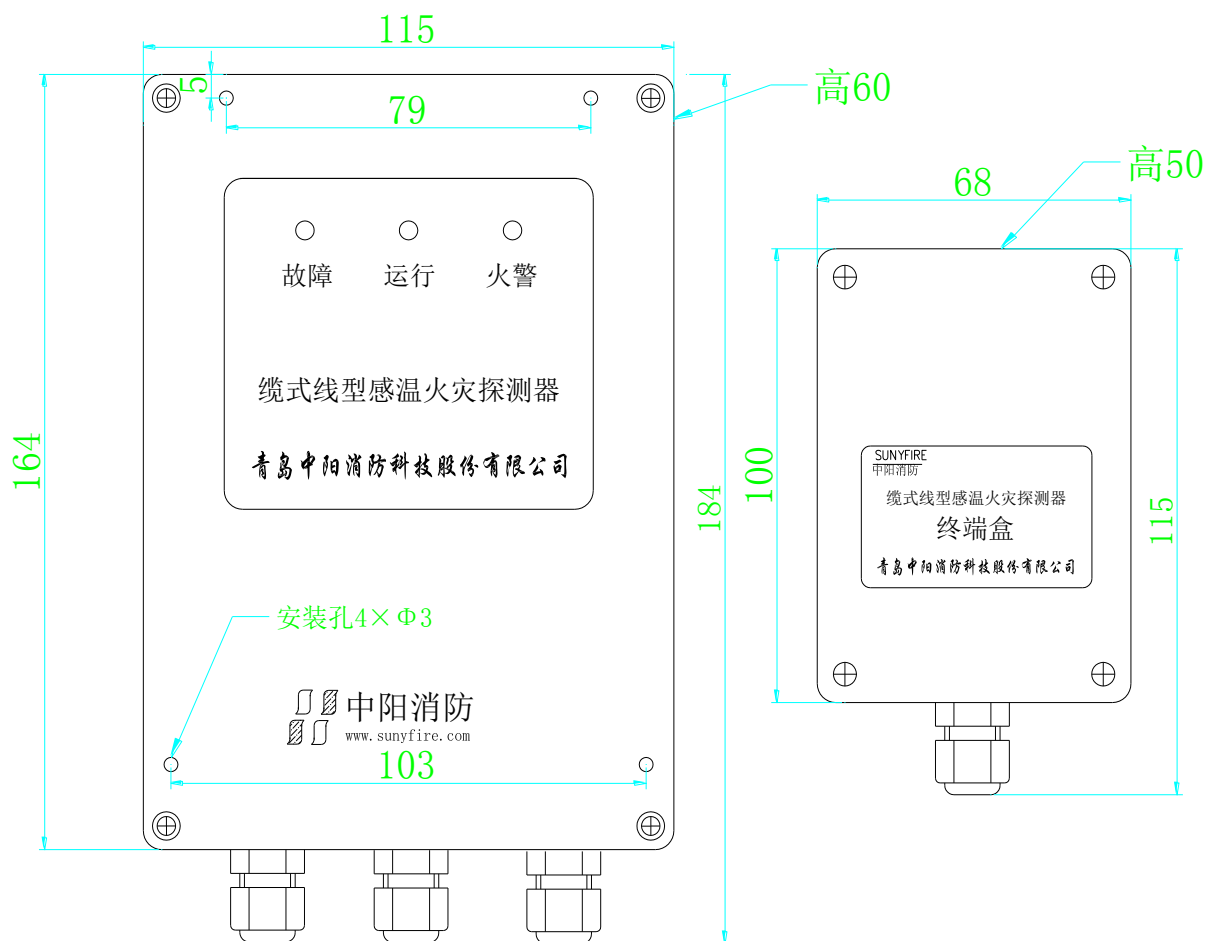 115
5
79
高60
故障 运行 火警
缆式线型感温火灾探测器
青岛中阳消防科技股份有限公司
164
184
安装孔4×Φ3
中阳消防
www.sunyfire.com
103
高50
68
100
115
SUNYFIRE
中阳消防
缆式线型感温火灾探测器
终端盒
青岛中阳消防科技股份有限公司